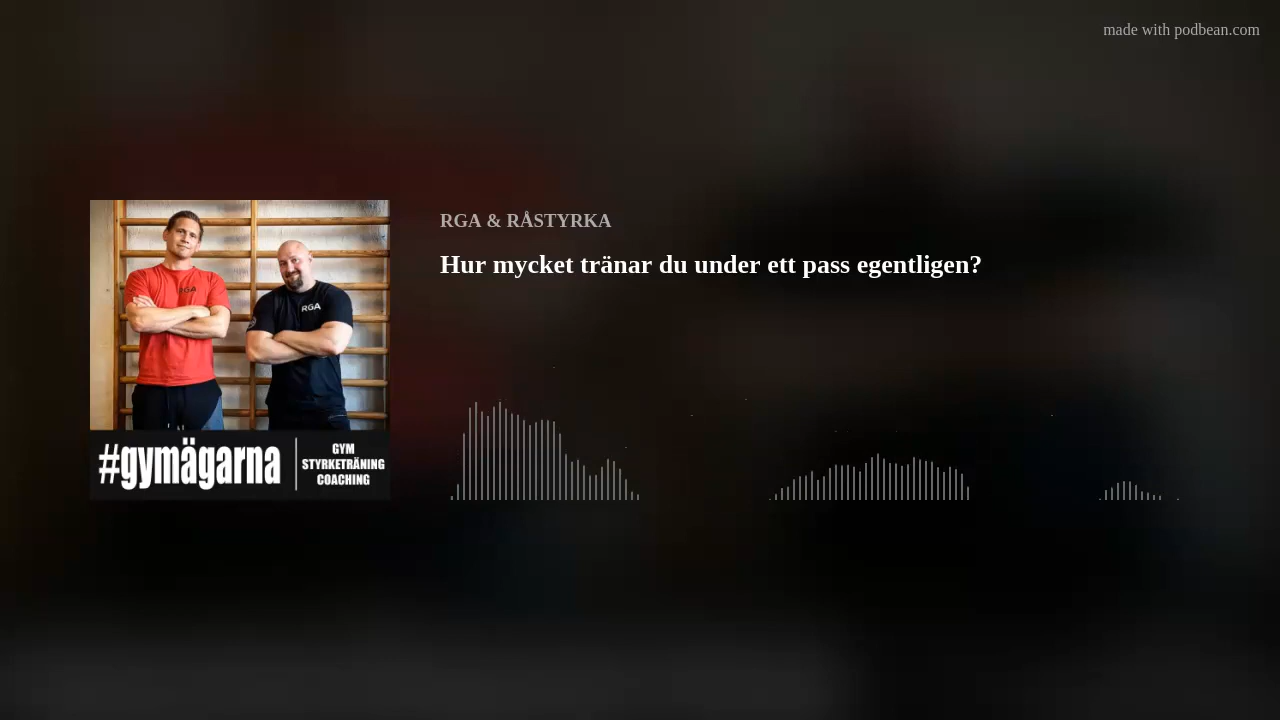 made with podbean.com
RGA & RÅSTYRKA
Hur mycket tränar du under ett pass egentligen?
RGA
RGA
#gymägarna
GYM
STYRKETRÄNING
COACHING